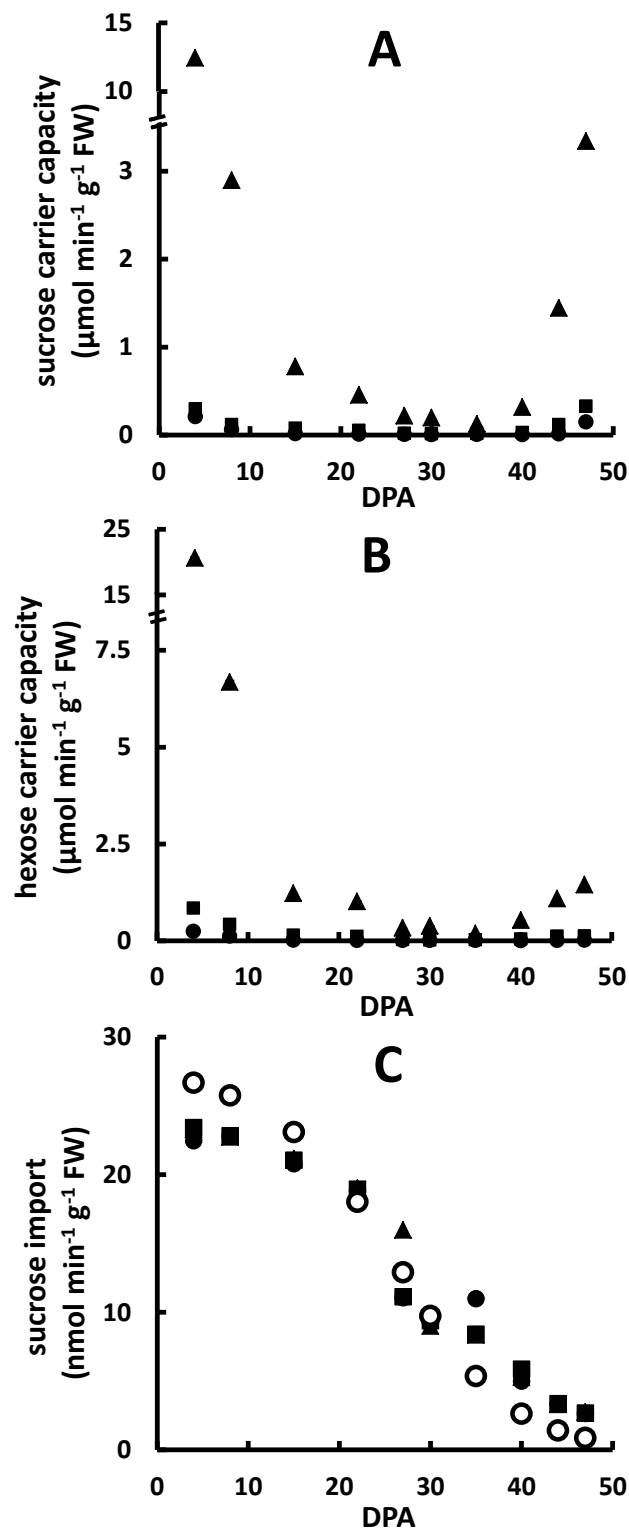 A
sucrose carrier capacity
(µmol min⁻¹ g⁻¹ FW)
15
10
3
2
1
0
0 10 20 30 40 50
DPA
B
hexose carrier capacity
(µmol min⁻¹ g⁻¹ FW)
25
15
7.5
5
2.5
0
0 10 20 30 40 50
DPA
C
sucrose import
(nmol min⁻¹ g⁻¹ FW)
30
20
10
0
0 10 20 30 40 50
DPA